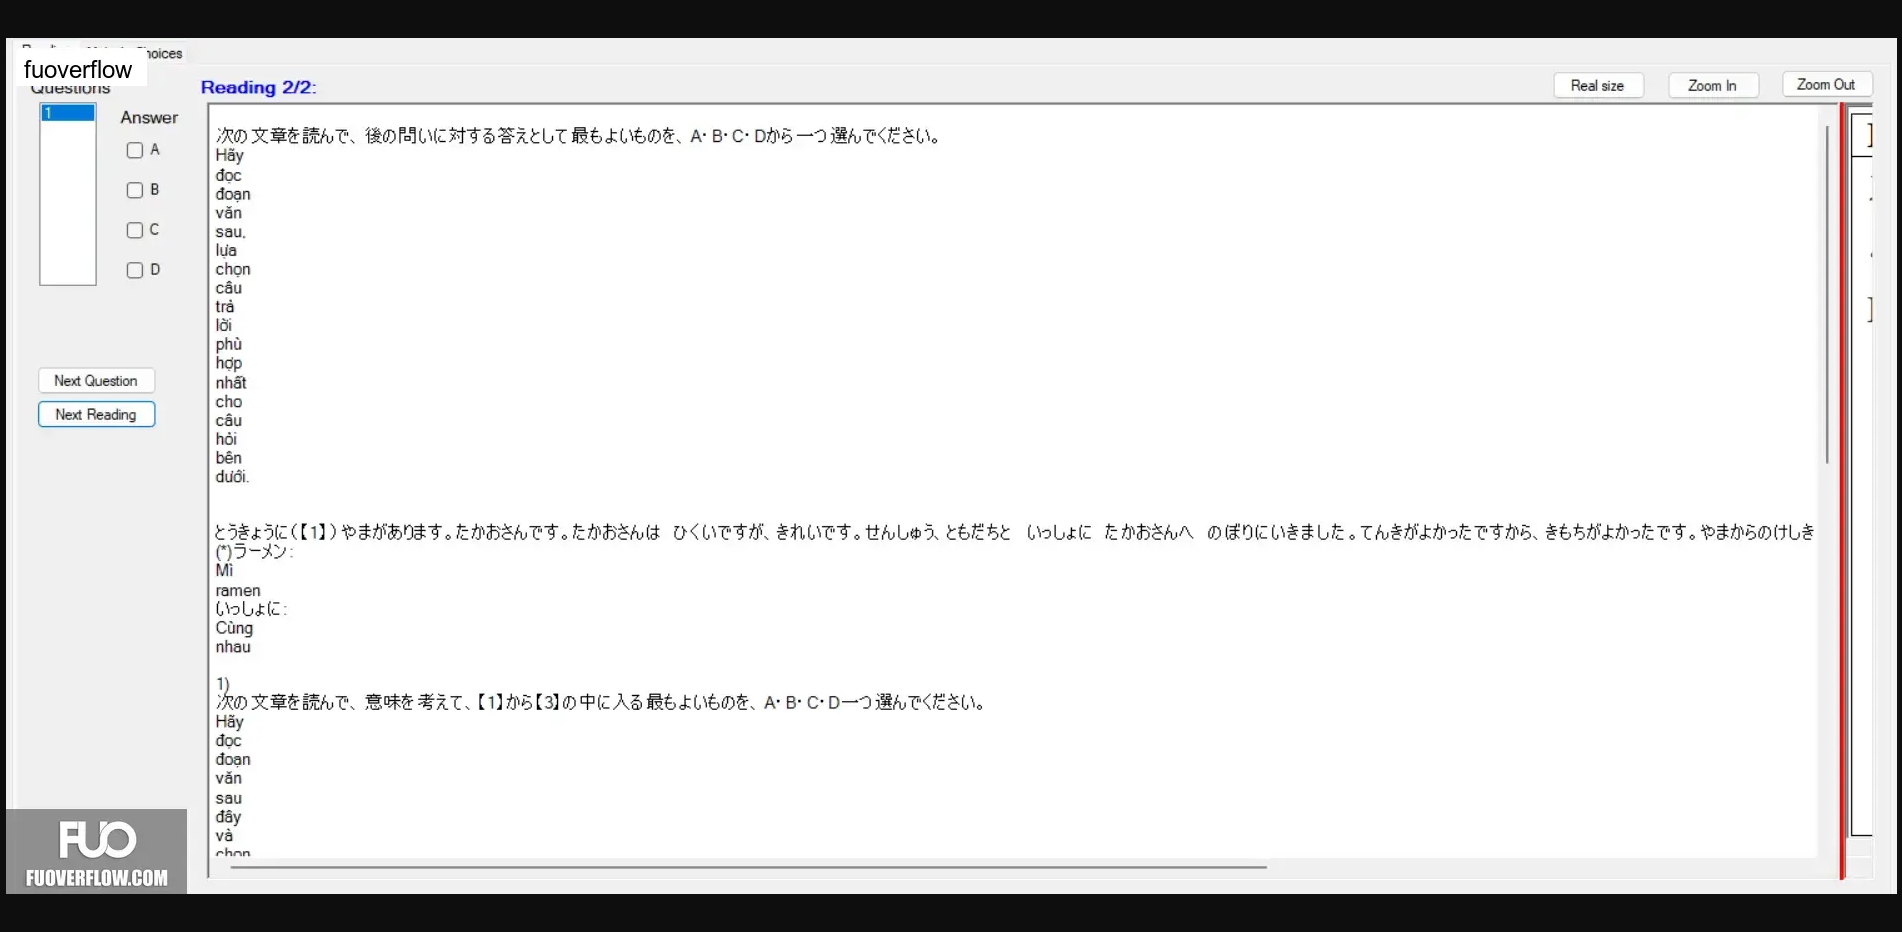 hoices
fuoverflow
Questions
Reading 2/2:
Real size
Zoom In
Zoom Out
1
Answer
A
B
C
D
Next Question
Next Reading
次の文章を読んで、後の問いに対する答えとして最もよいものを、A・B・C・Dから一つ選んでください。
Hãy
đọc
đoạn
văn
sau,
lựa
chọn
câu
trả
lời
phù
hợp
nhất
cho
câu
hỏi
bên
dưới.
とうきょうに(【1】)やまがあります。たかおさんです。たかおさんは ひくいですが、きれいです。せんしゅう、ともだちと いっしょに たかおさんへ のぼりにいきました。てんきがよかったですから、きもちがよかったです。やまからのけしき
(*)ラーメン:
Mì
ramen
いっしょに:
Cùng
nhau
1)
次の文章を読んで、意味を考えて、【1】から【3】の中に入る最もよいものを、A・B・C・D一つ選んでください。
Hãy
đọc
đoạn
văn
sau
đây
và
chọn
FUO
FUOVERFLOW.COM